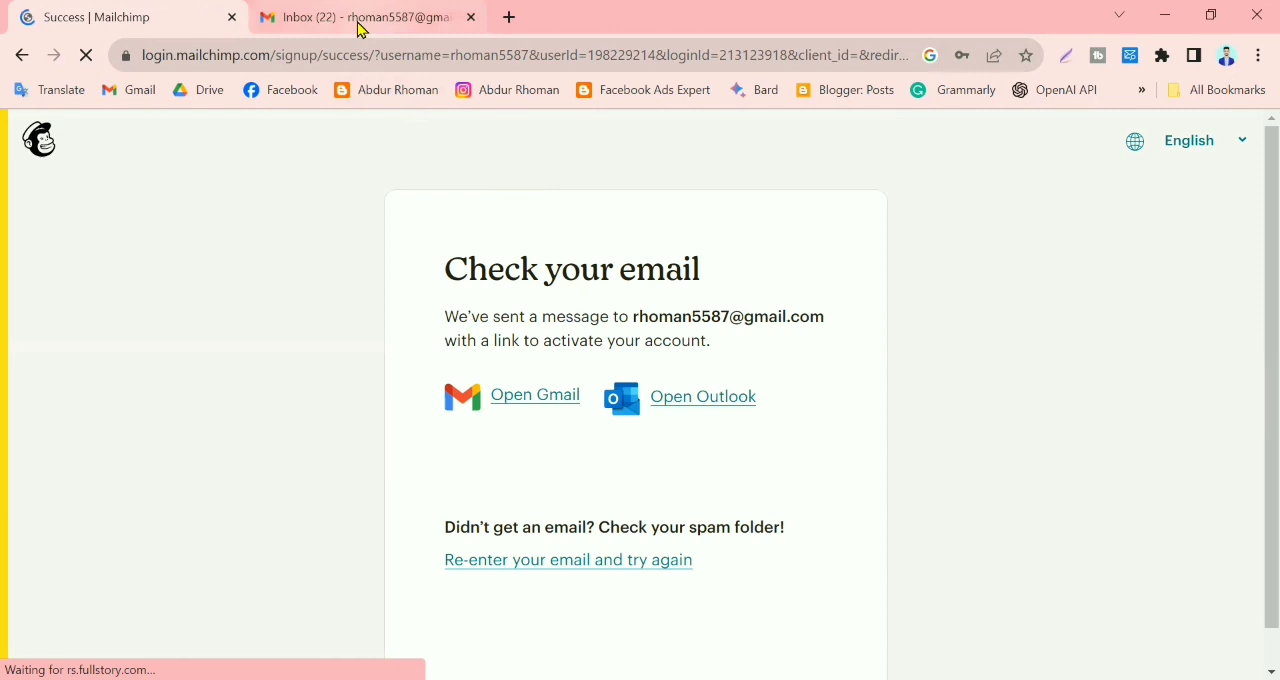 Success | Mailchimp
Inbox (22) - rhoman5587@gmai
login.mailchimp.com/signup/success/?username=rhoman5587&userId=198229214&loginId=213123918&client_id=&redir...
Translate Gmail Drive Facebook Abdur Rhoman Abdur Rhoman Facebook Ads Expert Bard Blogger: Posts Grammarly OpenAI API » All Bookmarks
English
Check your email
We've sent a message to rhoman5587@gmail.com
with a link to activate your account.
Open Gmail Open Outlook
Didn't get an email? Check your spam folder!
Re-enter your email and try again
Waiting for rs.fullstory.com...